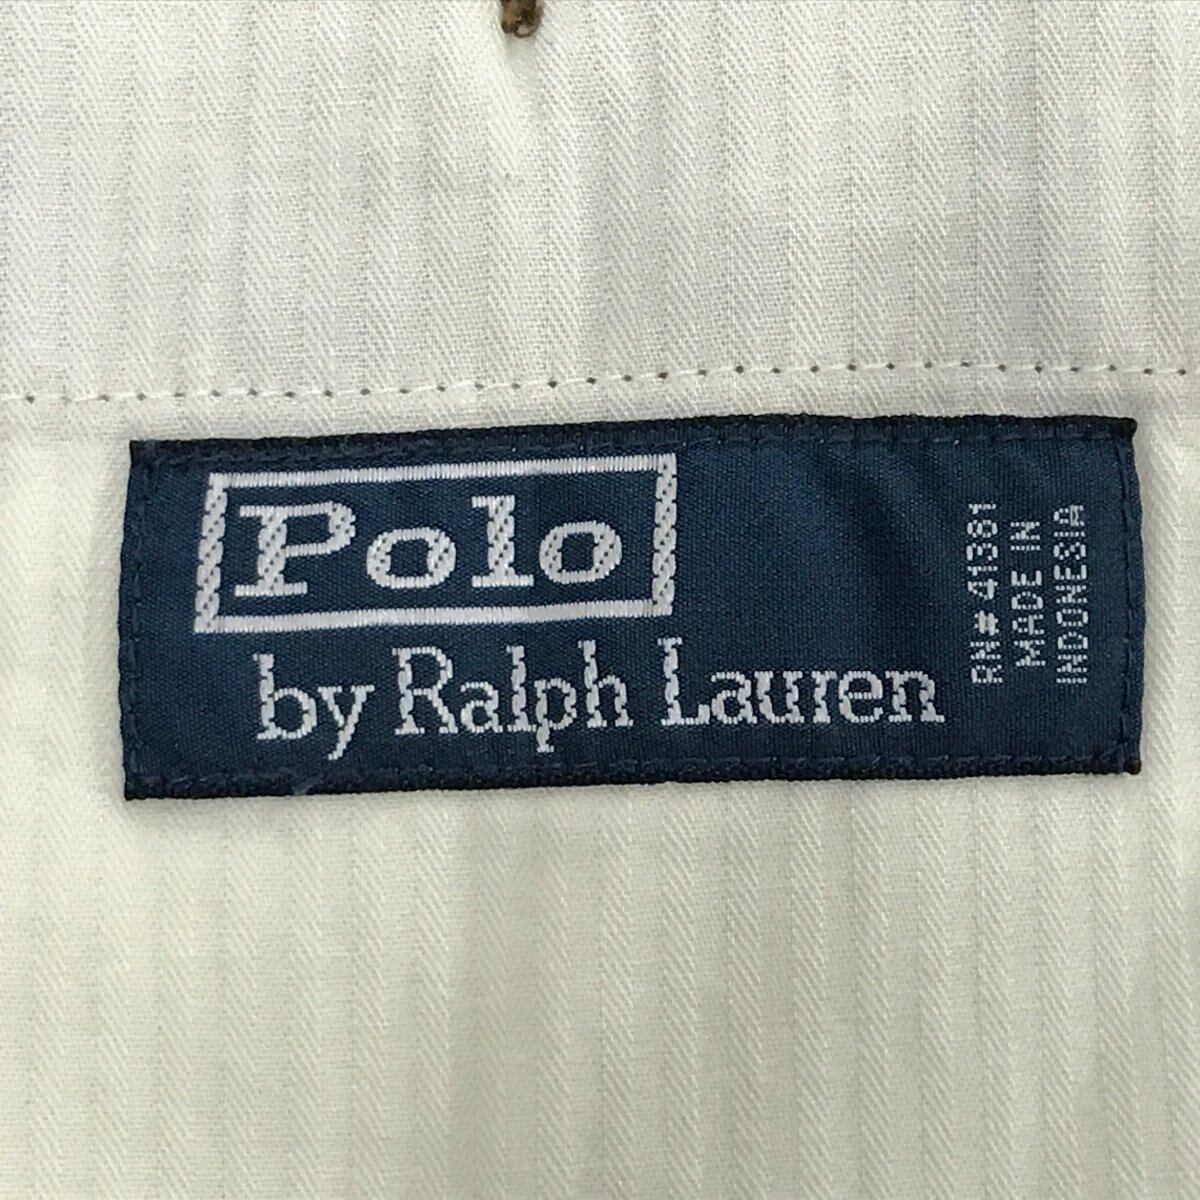 Polo
by Ralph Lauren
RN# 41381
MADE IN
INDONESIA